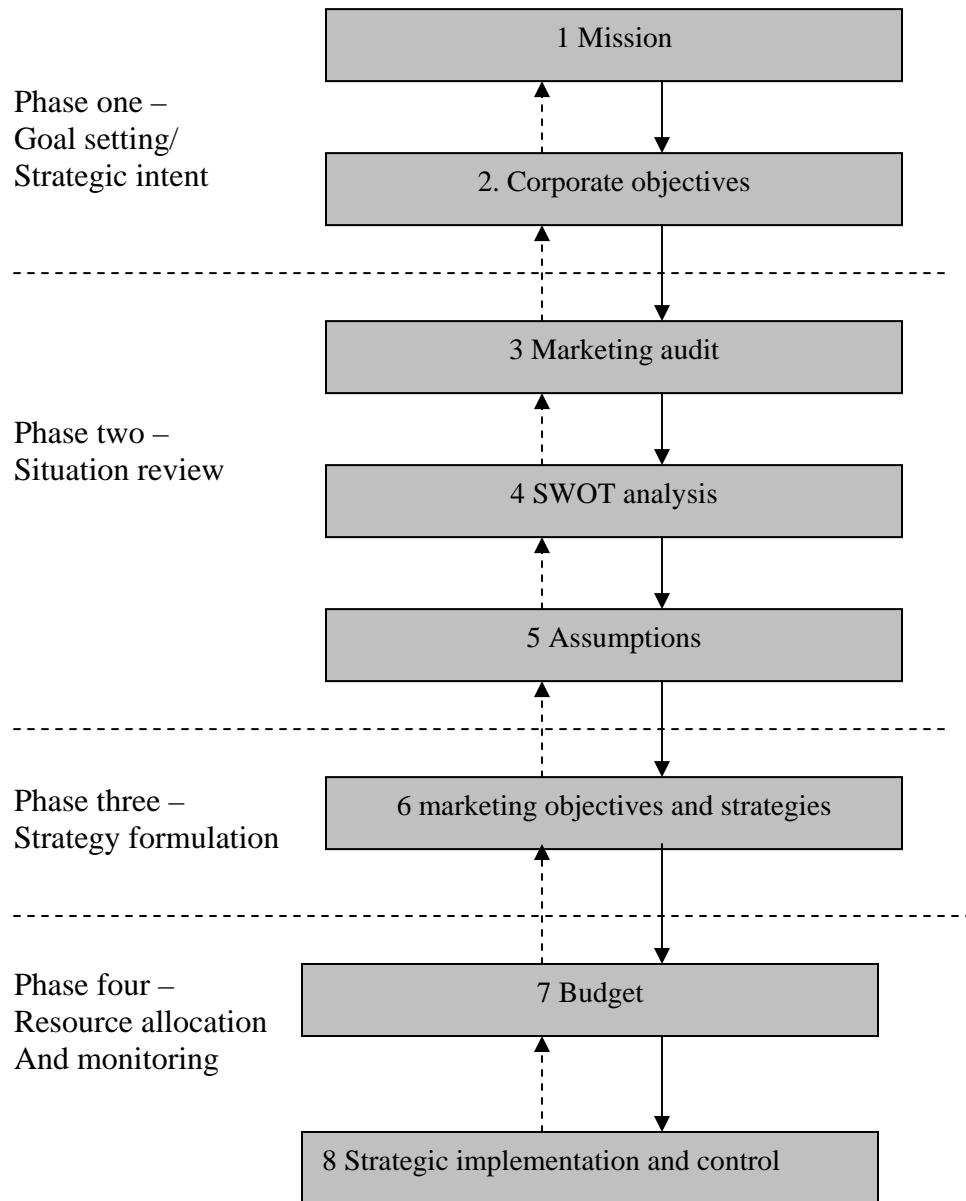 1 Mission
Phase one –
Goal setting/
Strategic intent
2. Corporate objectives
3 Marketing audit
Phase two –
Situation review
4 SWOT analysis
5 Assumptions
Phase three –
Strategy formulation
6 marketing objectives and strategies
Phase four –
Resource allocation
And monitoring
7 Budget
8 Strategic implementation and control